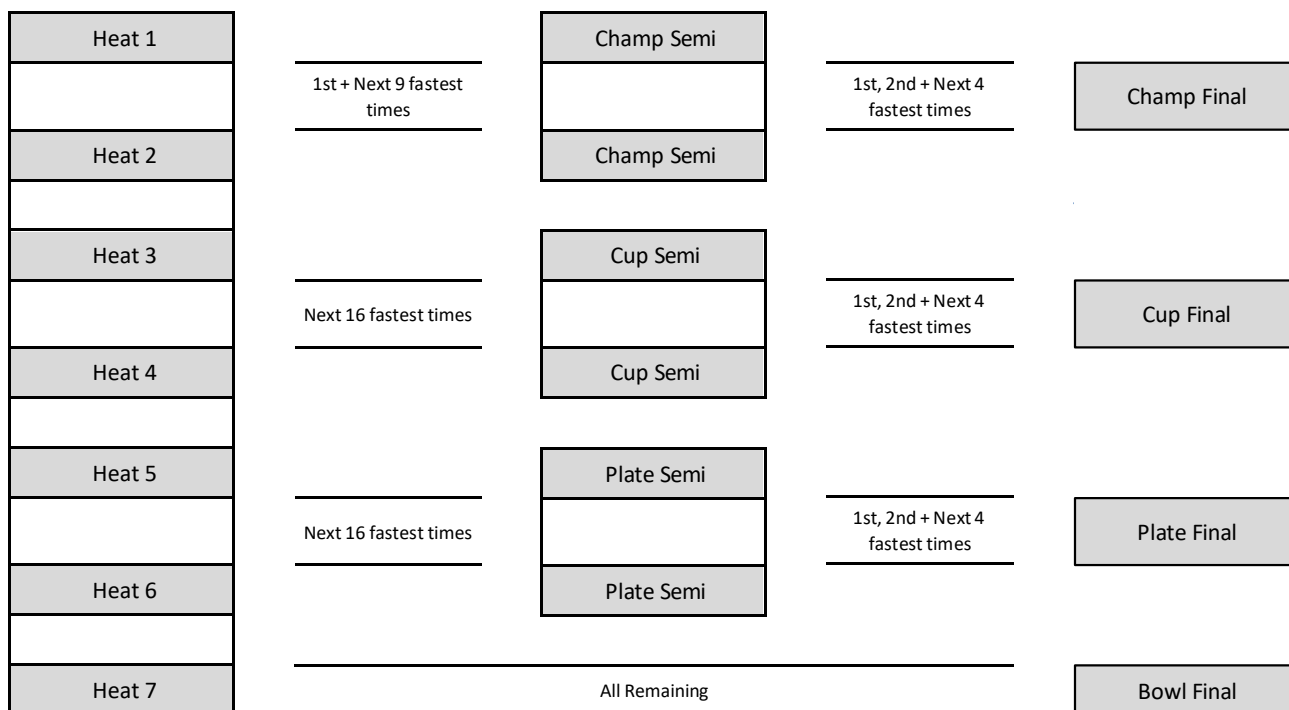 Heat 1
Champ Semi
1st + Next 9 fastest
times
1st, 2nd + Next 4
fastest times
Champ Final
Heat 2
Champ Semi
Heat 3
Cup Semi
Next 16 fastest times
1st, 2nd + Next 4
fastest times
Cup Final
Heat 4
Cup Semi
Heat 5
Plate Semi
Next 16 fastest times
1st, 2nd + Next 4
fastest times
Plate Final
Heat 6
Plate Semi
Heat 7
All Remaining
Bowl Final